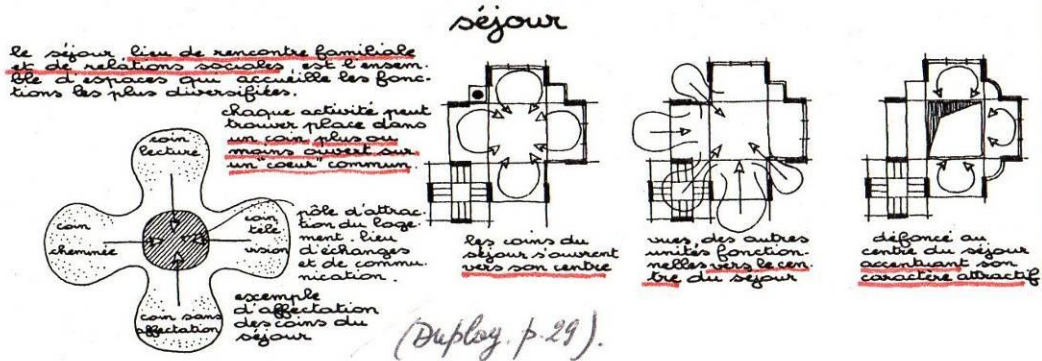 séjour
le séjour lieu de rencontre familiale
et de relations sociales est l'ensem-
ble d'espaces qui accueille les fonc-
tions les plus diversifiées.
chaque activité peut
trouver place dans
un coin plus ou
moins ouvert sur
un "coeur" commun
coin
lecture
coin
cheminée
coin
télé
vision
coin sans
affectation
pôle d'attrac
tion du loge-
ment. lieu
d'échanges
et de commu-
nication.
exemple
d'affectation
des coins du
séjour
les coins du
séjour s'ouvrent
vers son centre
vues, des autres
unités fonction-
nelles vers le cen-
tre du séjour
défoncé au
centre du séjour
accentuant son
caractère attractif
(Duplay. p. 29).